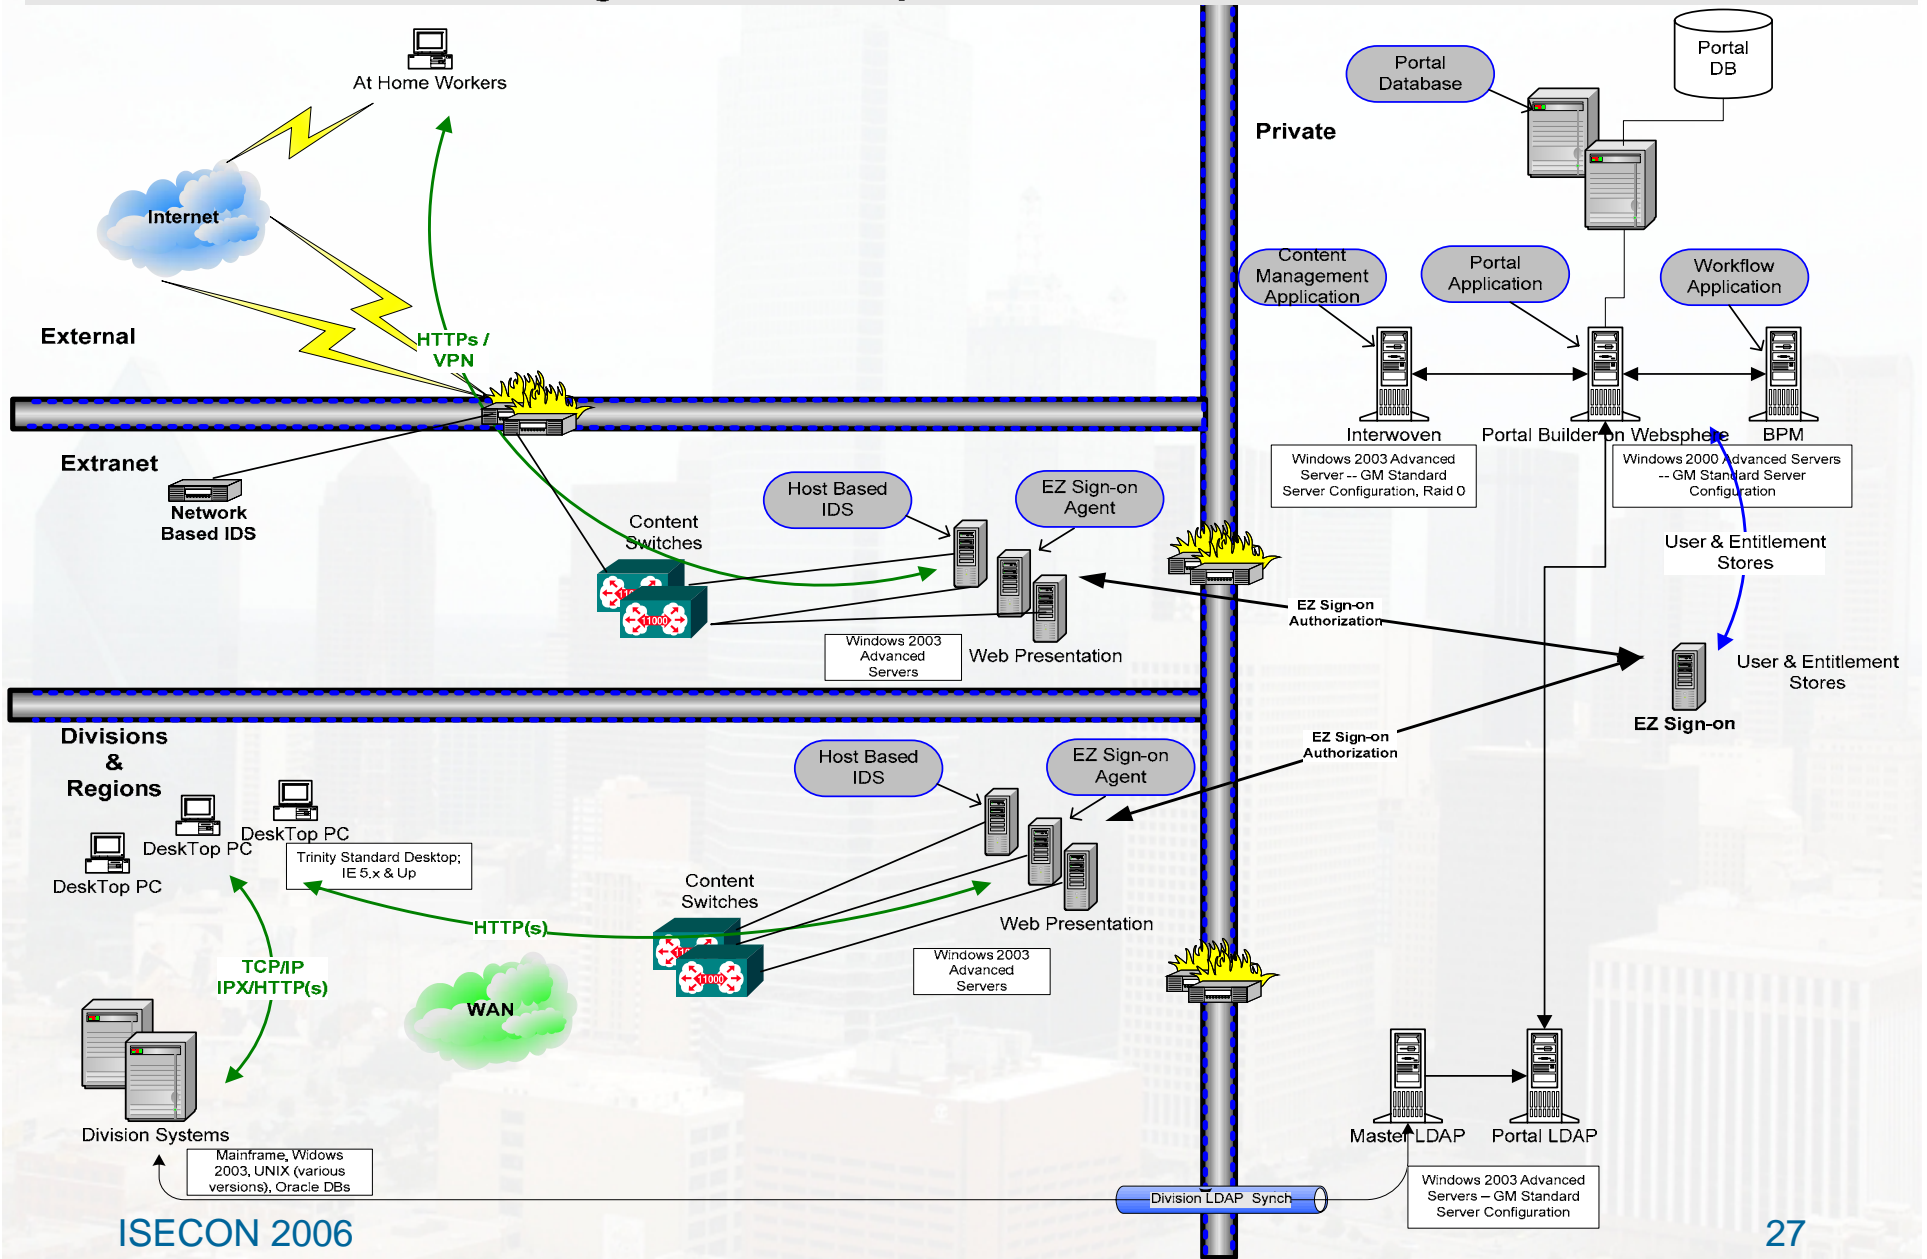 At Home Workers
Internet
External
HTTPs /
VPN
Extranet
Network
Based IDS
Content
Switches
11000
Host Based
IDS
EZ Sign-on
Agent
Windows 2003
Advanced
Servers
Web Presentation
Divisions
&
Regions
DeskTop PC
DeskTop PC
DeskTop PC
Trinity Standard Desktop;
IE 5.x & Up
HTTP(s)
TCP/IP
IPX/HTTP(s)
WAN
Content
Switches
11000
Host Based
IDS
EZ Sign-on
Agent
Web Presentation
Windows 2003
Advanced
Servers
Division Systems
Mainframe, Widows
2003, UNIX (various
versions), Oracle DBs
Division LDAP Synch
Private
Portal
Database
Portal
DB
Content
Management
Application
Portal
Application
Workflow
Application
Interwoven
Portal Builder on Websphere
BPM
Windows 2003 Advanced
Server -- GM Standard
Server Configuration, Raid 0
Windows 2000 Advanced Servers
-- GM Standard Server
Configuration
User & Entitlement
Stores
EZ Sign-on
Authorization
User & Entitlement
Stores
EZ Sign-on
EZ Sign-on
Authorization
Master LDAP
Portal LDAP
Windows 2003 Advanced
Servers – GM Standard
Server Configuration
ISECON 2006
27